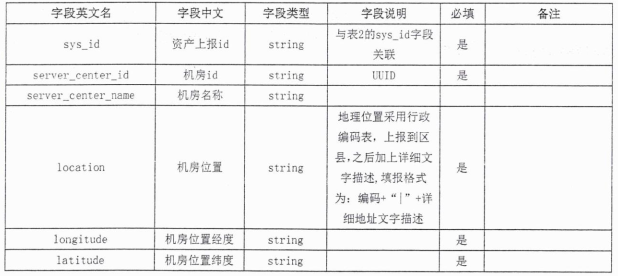 字段英文名 字段中文 字段类型 字段说明 必填 备注
sys_id 资产上报id string 与表2的sys_id字段 是
关联
server_center_id 机房id string UUID 是
server_center_name 机房名称 string
location 机房位置 string 地理位置采用行政 是
编码表，上报到区
县,之后加上详细文
字描述,填报格式
为：编码+“|”+详
细地址文字描述
longitude 机房位置经度 string 是
latitude 机房位置纬度 string 是